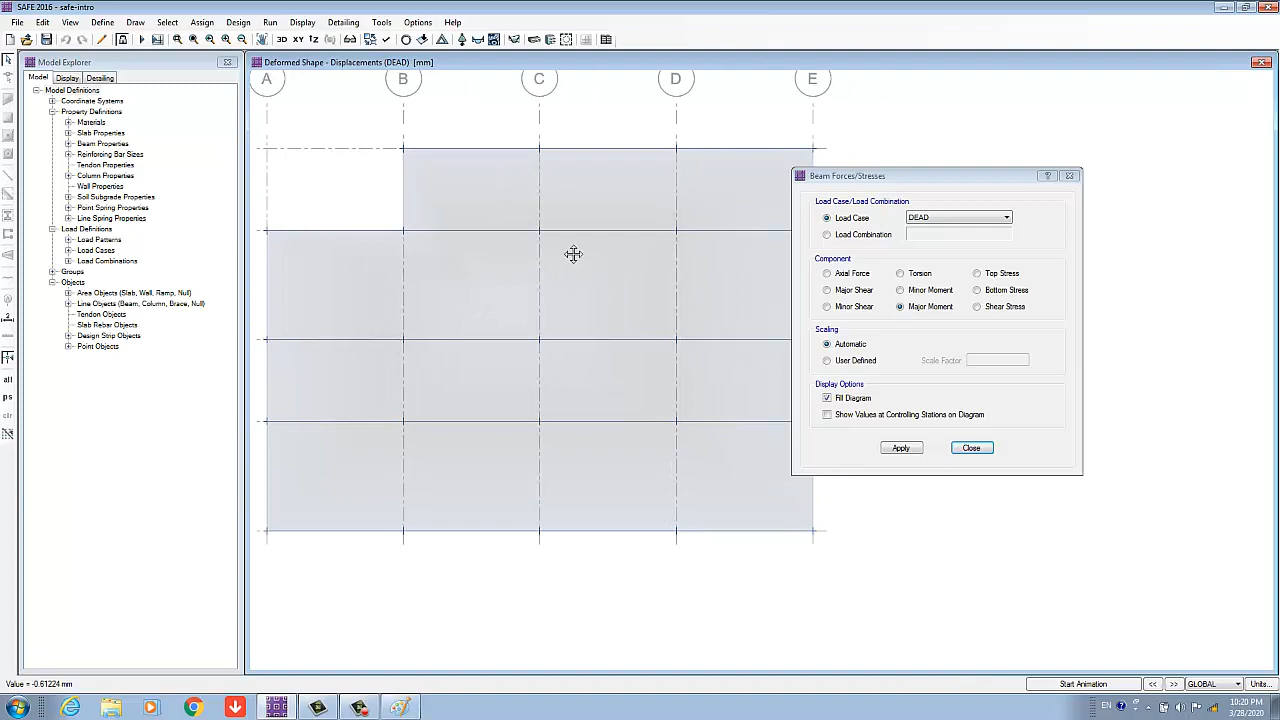 SAFE 2016 - safe-intro
File Edit View Define Draw Select Assign Design Run Display Detailing Tools Options Help
3D XY
Model Explorer
Model Display Detailing
Model Definitions
Coordinate Systems
Property Definitions
Materials
Slab Properties
Beam Properties
Reinforcing Bar Sizes
Tendon Properties
Column Properties
Wall Properties
Soil Subgrade Properties
Point Spring Properties
Line Spring Properties
Load Definitions
Load Patterns
Load Cases
Load Combinations
Groups
Objects
Area Objects (Slab, Wall, Ramp, Null)
Line Objects (Beam, Column, Brace, Null)
Tendon Objects
Slab Rebar Objects
Design Strip Objects
Point Objects
all
ps
clr
Deformed Shape - Displacements (DEAD) [mm]
A B C D E
Beam Forces/Stresses
?
Load Case/Load Combination
Load Case DEAD
Load Combination
Component
Axial Force Torsion Top Stress
Major Shear Minor Moment Bottom Stress
Minor Shear Major Moment Shear Stress
Scaling
Automatic
User Defined Scale Factor
Display Options
Fill Diagram
Show Values at Controlling Stations on Diagram
Apply Close
Value = -0.61224 mm
Start Animation << >> GLOBAL Units...
EN
10:20 PM
3/28/2020